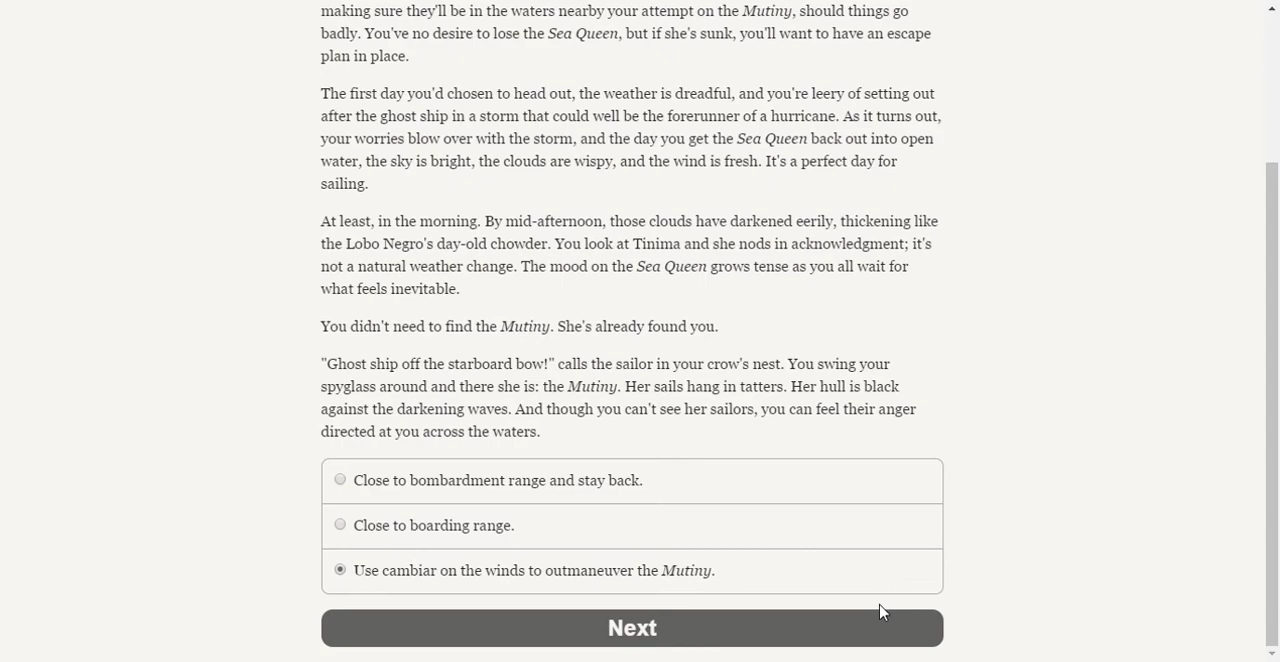 making sure they'll be in the waters nearby your attempt on the Mutiny, should things go
badly. You've no desire to lose the Sea Queen, but if she's sunk, you'll want to have an escape
plan in place.
The first day you'd chosen to head out, the weather is dreadful, and you're leery of setting out
after the ghost ship in a storm that could well be the forerunner of a hurricane. As it turns out,
your worries blow over with the storm, and the day you get the Sea Queen back out into open
water, the sky is bright, the clouds are wispy, and the wind is fresh. It's a perfect day for
sailing.
At least, in the morning. By mid-afternoon, those clouds have darkened eerily, thickening like
the Lobo Negro's day-old chowder. You look at Tinima and she nods in acknowledgment; it's
not a natural weather change. The mood on the Sea Queen grows tense as you all wait for
what feels inevitable.
You didn't need to find the Mutiny. She's already found you.
"Ghost ship off the starboard bow!" calls the sailor in your crow's nest. You swing your
spyglass around and there she is: the Mutiny. Her sails hang in tatters. Her hull is black
against the darkening waves. And though you can't see her sailors, you can feel their anger
directed at you across the waters.
Close to bombardment range and stay back.
Close to boarding range.
Use cambiar on the winds to outmaneuver the Mutiny.
Next